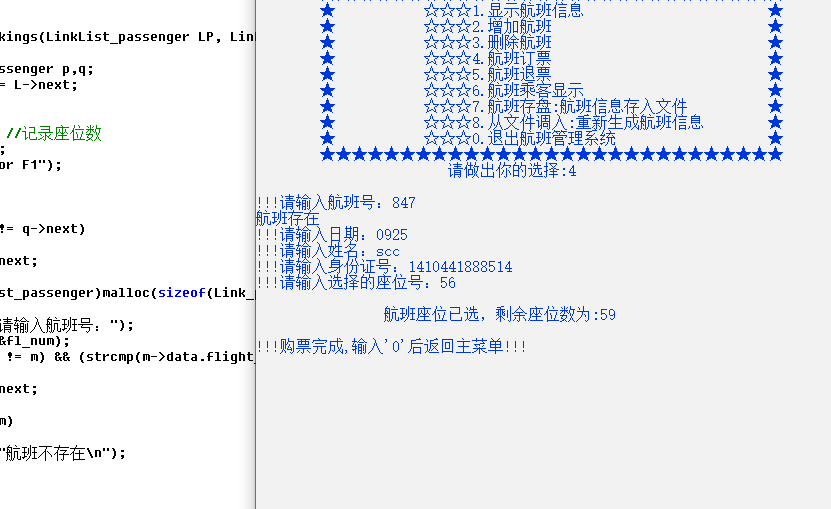 kings(LinkList_passenger LP, Lin
ssenger p,q;
= L->next;
//记录座位数
;
or F1");
!= q->next)
next;
st_passenger)malloc(sizeof(Link_
请输入航班号：");
&fl_num);
!= m) && (strcmp(m->data.flight_
next;
m)
"航班不存在\n");
★ ☆☆☆1.显示航班信息 ★
★ ☆☆☆2.增加航班 ★
★ ☆☆☆3.删除航班 ★
★ ☆☆☆4.航班订票 ★
★ ☆☆☆5.航班退票 ★
★ ☆☆☆6.航班乘客显示 ★
★ ☆☆☆7.航班存盘:航班信息存入文件 ★
★ ☆☆☆8.从文件调入:重新生成航班信息 ★
★ ☆☆☆0.退出航班管理系统 ★
★★★★★★★★★★★★★★★★★★★★★★★★★★★★★
请做出你的选择:4
!!!请输入航班号：847
航班存在
!!!请输入日期：0925
!!!请输入姓名：scc
!!!请输入身份证号：1410441888514
!!!请输入选择的座位号：56
航班座位已选，剩余座位数为:59
!!!购票完成,输入'0'后返回主菜单!!!